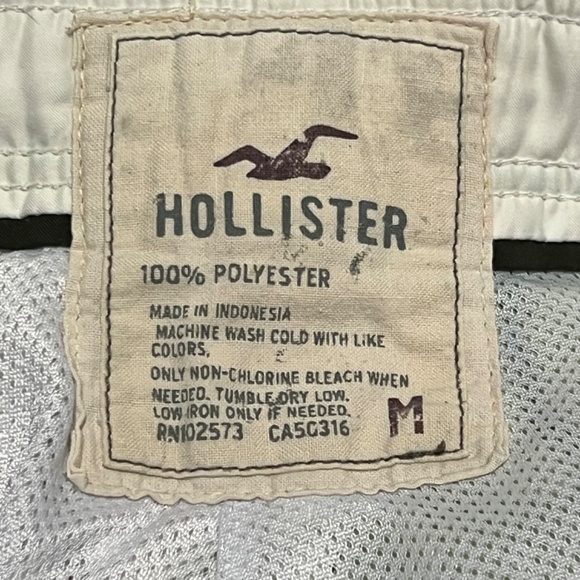 HOLLISTER
100% POLYESTER
MADE IN INDONESIA
MACHINE WASH COLD WITH LIKE
COLORS,
ONLY NON-CHLORINE BLEACH WHEN
NEEDED. TUMBLE DRY LOW.
LOW IRON ONLY IF NEEDED.
RN102573 CA50316
M